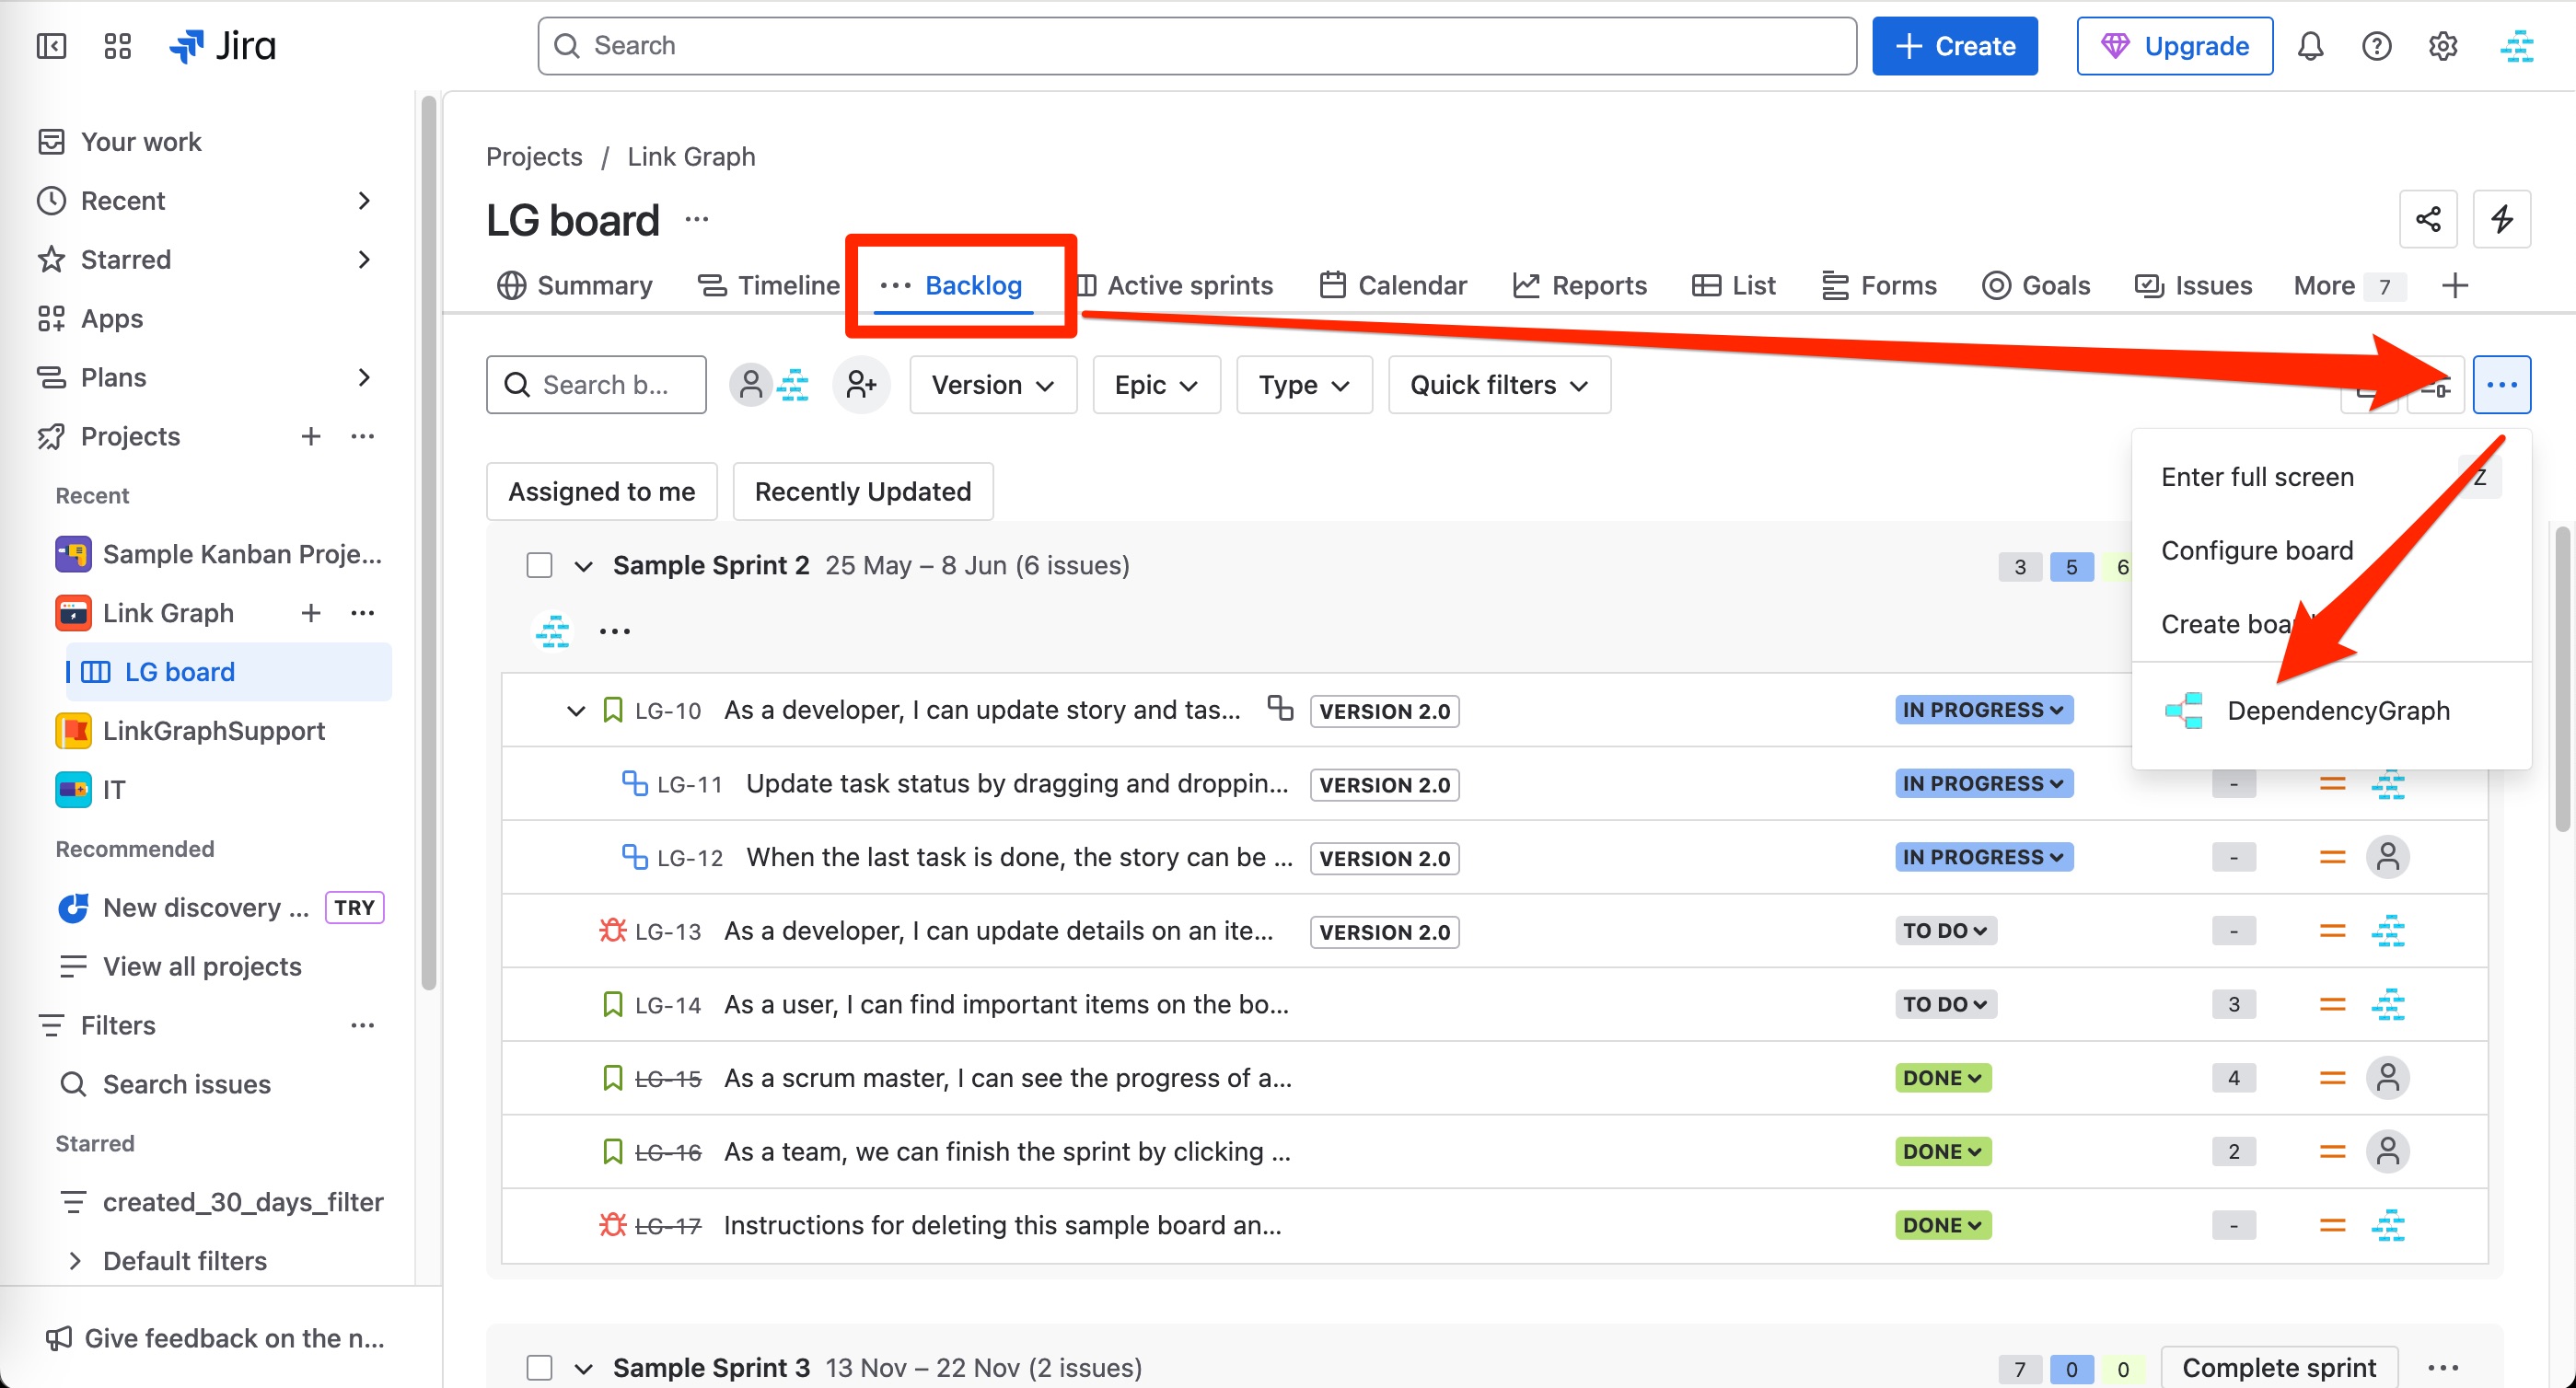 Jira
Search
Create
Upgrade
Your work
Recent
Starred
Apps
Plans
Projects
Recent
Sample Kanban Proje...
Link Graph
LG board
LinkGraphSupport
IT
Recommended
New discovery ... TRY
View all projects
Filters
Search issues
Starred
created_30_days_filter
Default filters
Give feedback on the n...
Projects / Link Graph
LG board
Summary Timeline Backlog Active sprints Calendar Reports List Forms Goals Issues More 7
Search b... Version Epic Type Quick filters
Assigned to me Recently Updated
Enter full screen Z
Configure board
Create board
DependencyGraph
Sample Sprint 2 25 May – 8 Jun (6 issues) 3 5 6
LG-10 As a developer, I can update story and tas... VERSION 2.0 IN PROGRESS
LG-11 Update task status by dragging and droppin... VERSION 2.0 IN PROGRESS -
LG-12 When the last task is done, the story can be ... VERSION 2.0 IN PROGRESS -
LG-13 As a developer, I can update details on an ite... VERSION 2.0 TO DO -
LG-14 As a user, I can find important items on the bo... TO DO 3
LG-15 As a scrum master, I can see the progress of a... DONE 4
LG-16 As a team, we can finish the sprint by clicking ... DONE 2
LG-17 Instructions for deleting this sample board an... DONE -
Sample Sprint 3 13 Nov – 22 Nov (2 issues) 7 0 0 Complete sprint